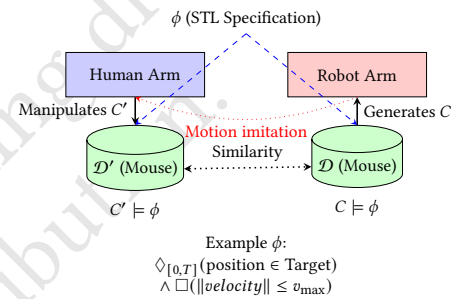 ϕ (STL Specification)
Human Arm
Robot Arm
Manipulates C′
Generates C
Motion imitation
Similarity
𝒟′ (Mouse)
𝒟 (Mouse)
C′ ⊨ ϕ
C ⊨ ϕ
Example ϕ:
◊[0,T](position ∈ Target)
∧ □(∥velocity∥ ≤ vmax)